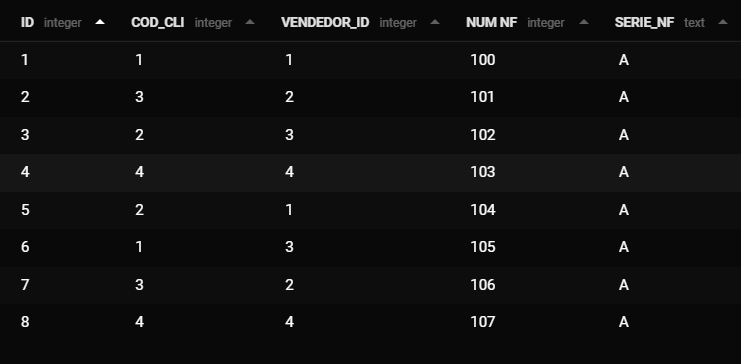 ID integer COD_CLI integer VENDEDOR_ID integer NUM NF integer SERIE_NF text
1 1 1 100 A
2 3 2 101 A
3 2 3 102 A
4 4 4 103 A
5 2 1 104 A
6 1 3 105 A
7 3 2 106 A
8 4 4 107 A